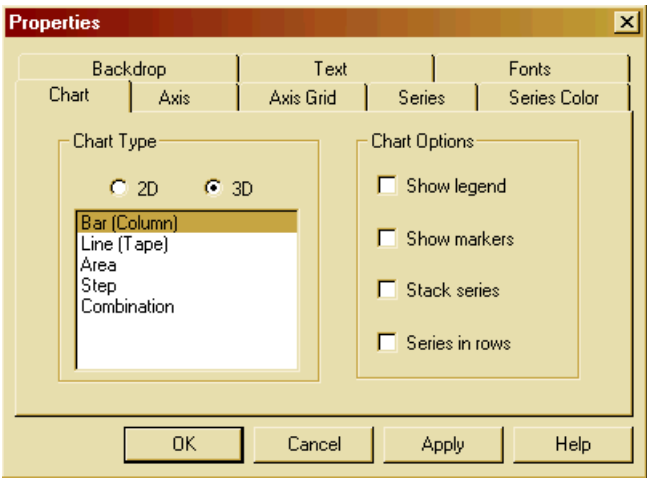 Properties
Backdrop Text Fonts
Chart Axis Axis Grid Series Series Color
Chart Type
2D 3D
Bar (Column)
Line (Tape)
Area
Step
Combination
Chart Options
Show legend
Show markers
Stack series
Series in rows
OK Cancel Apply Help